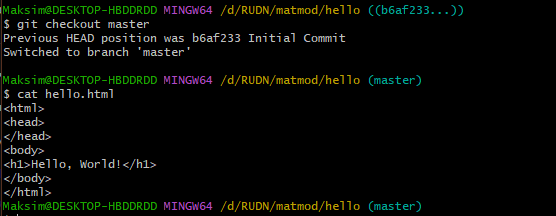 Maksim@DESKTOP-HBDDRDD MINGW64 /d/RUDN/matmod/hello ((b6af233...))
$ git checkout master
Previous HEAD position was b6af233 Initial Commit
Switched to branch 'master'
Maksim@DESKTOP-HBDDRDD MINGW64 /d/RUDN/matmod/hello (master)
$ cat hello.html
<html>
<head>
</head>
<body>
<h1>Hello, World!</h1>
</body>
</html>
Maksim@DESKTOP-HBDDRDD MINGW64 /d/RUDN/matmod/hello (master)